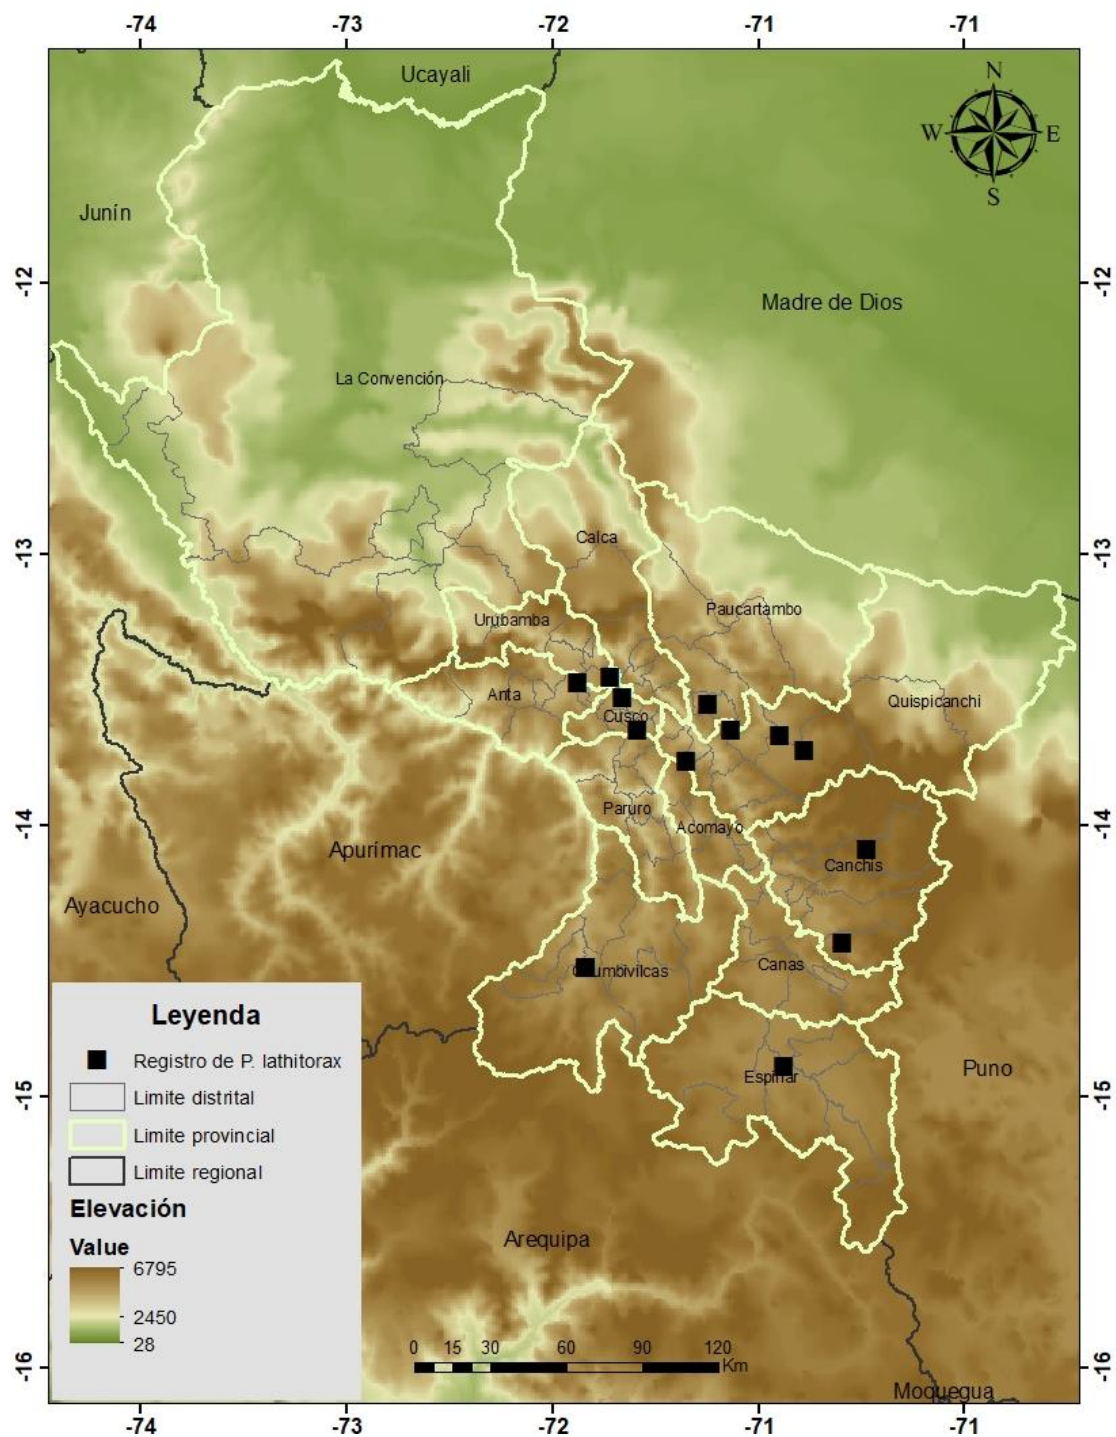 -74 -73 -72 -71 -71
Ucayali
N
W E
S
Junín
-12 -12
Madre de Dios
La Convención
Calca
-13 -13
Paucartambo
Urubamba
Anta
Quispicanchi
Cusco
Paruro
Acomayo
-14 -14
Apurímac
Canchis
Ayacucho
Canas
Chumbivilcas
Leyenda
Registro de P. lathitorax
Puno
Espinar
Limite distrital
-15 -15
Limite provincial
Limite regional
Elevación
Arequipa
Value
6795
2450
28
0 15 30 60 90 120
Km
-16 -16
Moquegua
-74 -73 -72 -71 -71